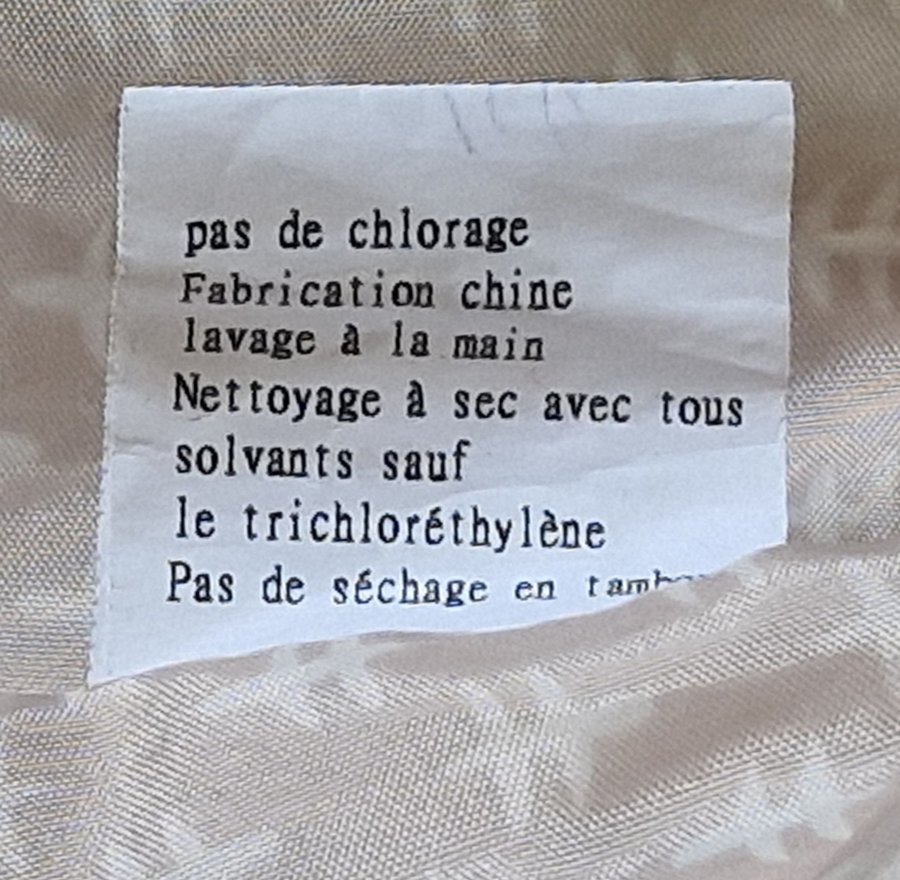 pas de chlorage
Fabrication chine
lavage à la main
Nettoyage à sec avec tous
solvants sauf
le trichloréthylène
Pas de séchage en